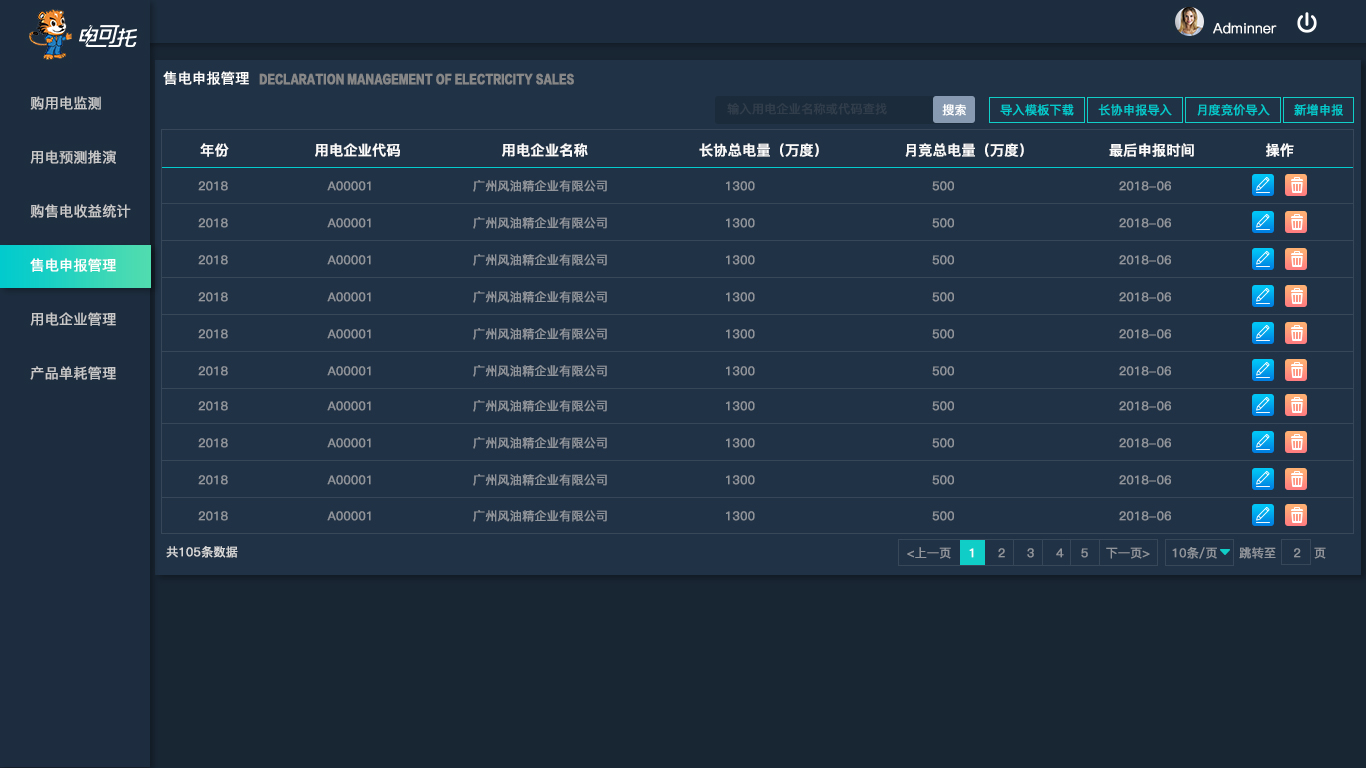 电可托
Adminner
购用电监测
用电预测推演
购售电收益统计
售电申报管理
用电企业管理
产品单耗管理
售电申报管理 DECLARATION MANAGEMENT OF ELECTRICITY SALES
输入用电企业名称或代码查找 搜索 导入模板下载 长协申报导入 月度竞价导入 新增申报
年份 用电企业代码 用电企业名称 长协总电量（万度） 月竞总电量（万度） 最后申报时间 操作
2018 A00001 广州风油精企业有限公司 1300 500 2018-06
2018 A00001 广州风油精企业有限公司 1300 500 2018-06
2018 A00001 广州风油精企业有限公司 1300 500 2018-06
2018 A00001 广州风油精企业有限公司 1300 500 2018-06
2018 A00001 广州风油精企业有限公司 1300 500 2018-06
2018 A00001 广州风油精企业有限公司 1300 500 2018-06
2018 A00001 广州风油精企业有限公司 1300 500 2018-06
2018 A00001 广州风油精企业有限公司 1300 500 2018-06
2018 A00001 广州风油精企业有限公司 1300 500 2018-06
2018 A00001 广州风油精企业有限公司 1300 500 2018-06
共105条数据 <上一页 1 2 3 4 5 下一页> 10条/页 跳转至 2 页